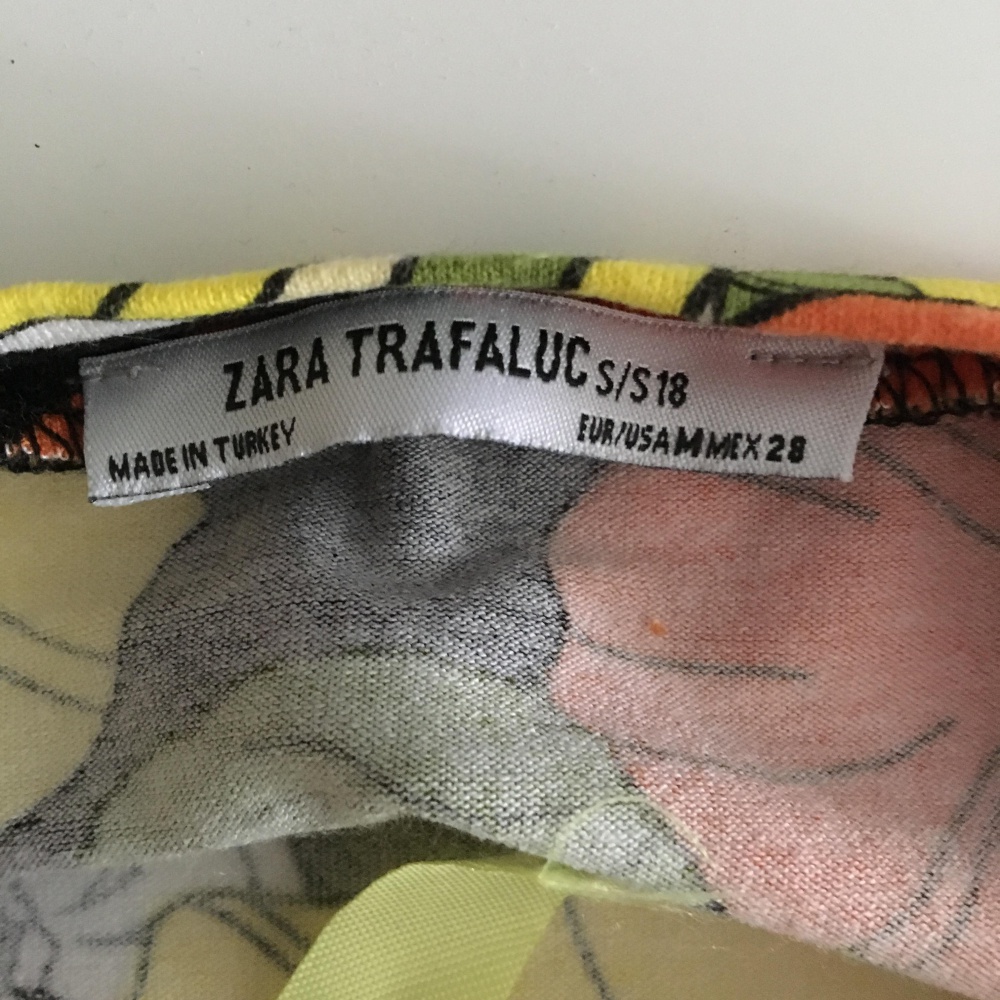 ZARA TRAFALUC S/S18
MADE IN TURKEY
EUR/USA M MEX 28